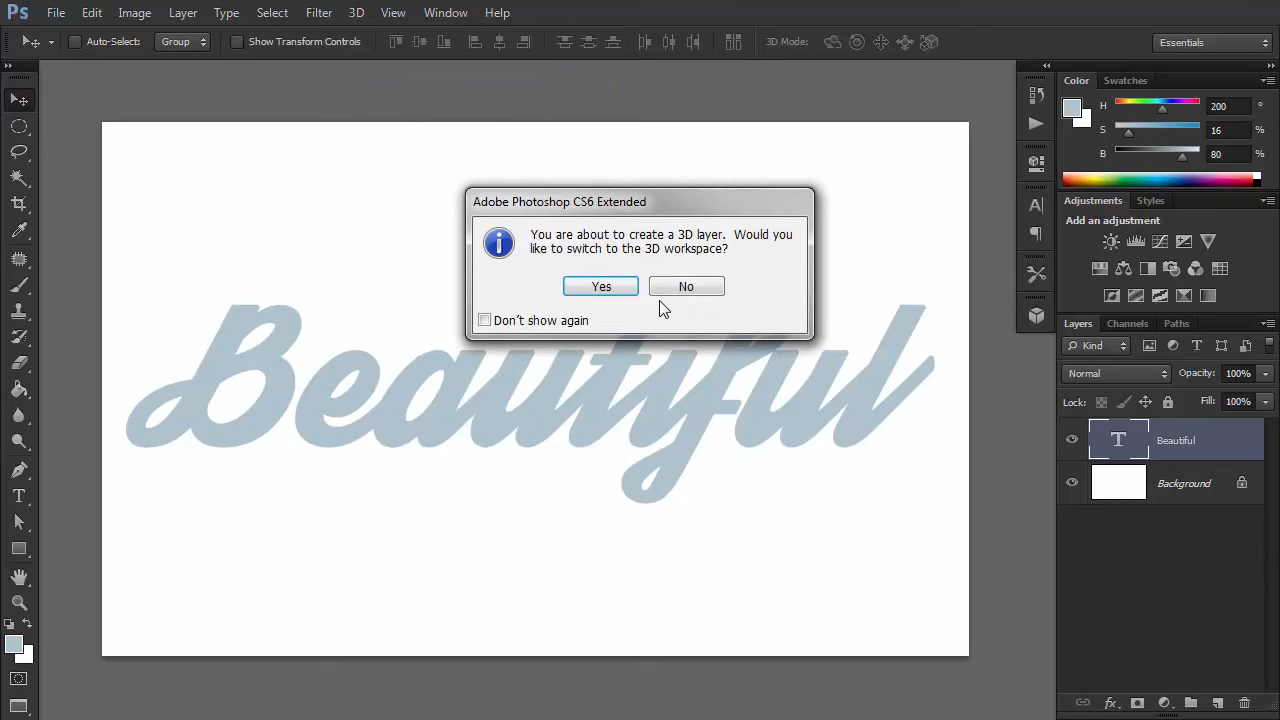 Ps File Edit Image Layer Type Select Filter 3D View Window Help
Auto-Select: Group Show Transform Controls 3D Mode: Essentials
Color Swatches
H 200 °
S 16 %
B 80 %
Adjustments Styles
Add an adjustment
Layers Channels Paths
Kind
Normal Opacity: 100%
Lock: Fill: 100%
T Beautiful
Background
Adobe Photoshop CS6 Extended
You are about to create a 3D layer. Would you
like to switch to the 3D workspace?
Yes No
Don't show again
Beautiful